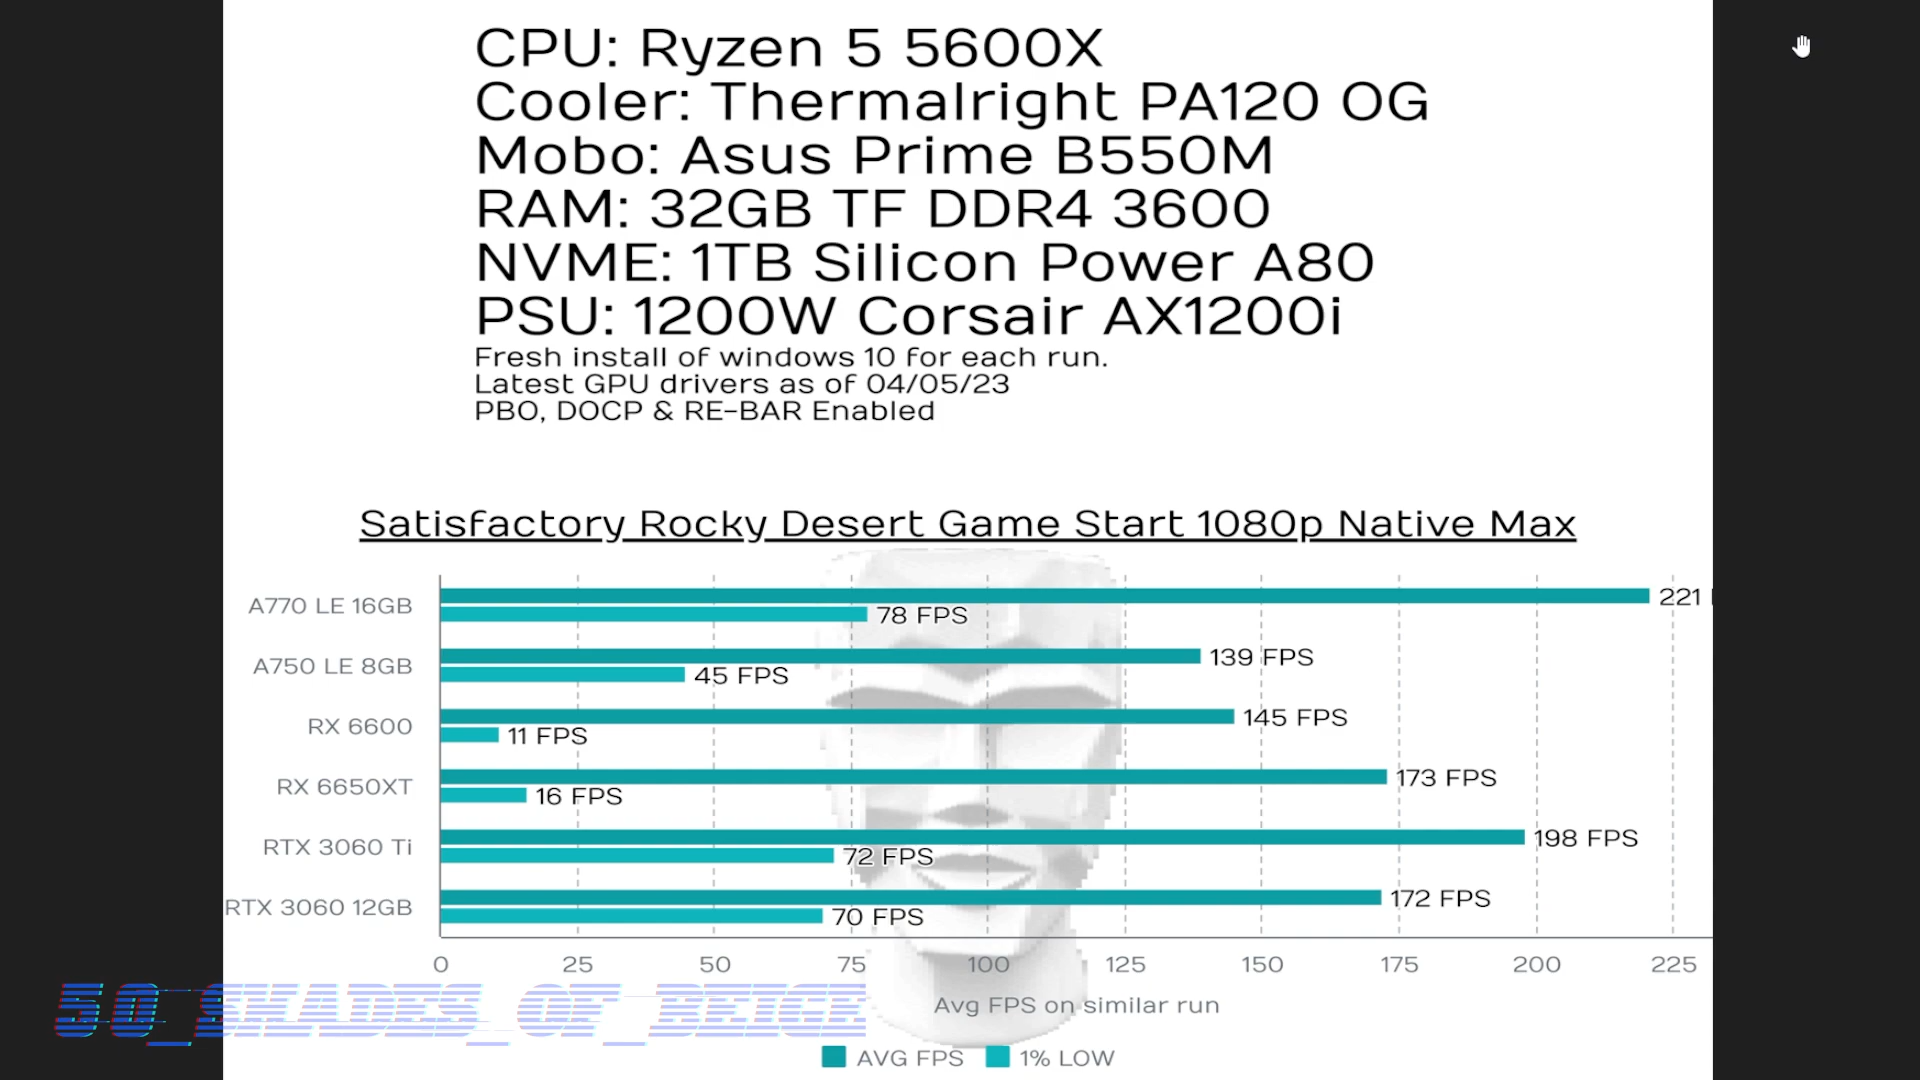 CPU: Ryzen 5 5600X
Cooler: Thermalright PA120 OG
Mobo: Asus Prime B550M
RAM: 32GB TF DDR4 3600
NVME: 1TB Silicon Power A80
PSU: 1200W Corsair AX1200i
Fresh install of windows 10 for each run.
Latest GPU drivers as of 04/05/23
PBO, DOCP & RE-BAR Enabled
Satisfactory Rocky Desert Game Start 1080p Native Max
A770 LE 16GB
221
78 FPS
A750 LE 8GB
139 FPS
45 FPS
RX 6600
145 FPS
11 FPS
RX 6650XT
173 FPS
16 FPS
RTX 3060 Ti
198 FPS
72 FPS
RTX 3060 12GB
172 FPS
70 FPS
0 25 50 75 100 125 150 175 200 225
50_SHADES_OF_BEIGE
Avg FPS on similar run
AVG FPS 1% LOW